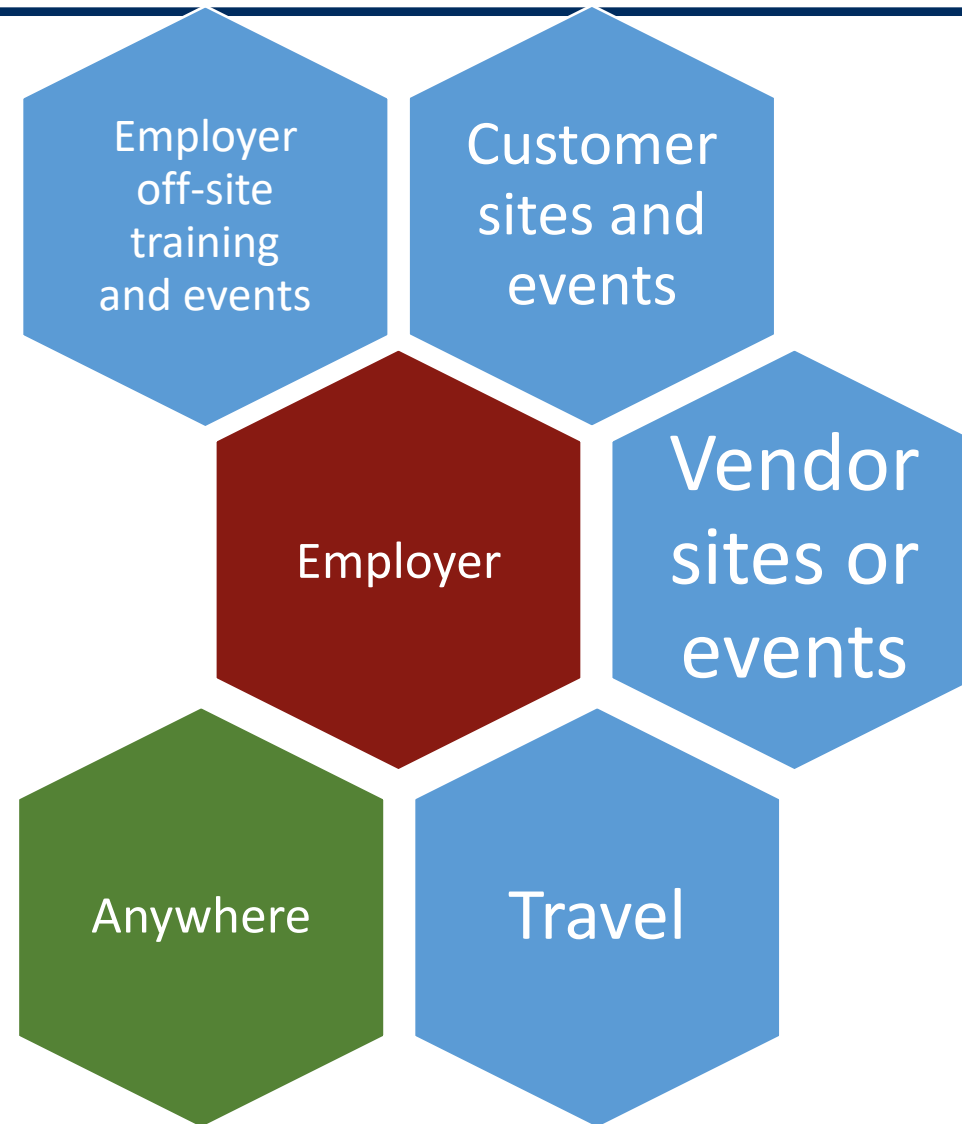 Employer
off-site
training
and events
Customer
sites and
events
Employer
Vendor
sites or
events
Anywhere
Travel